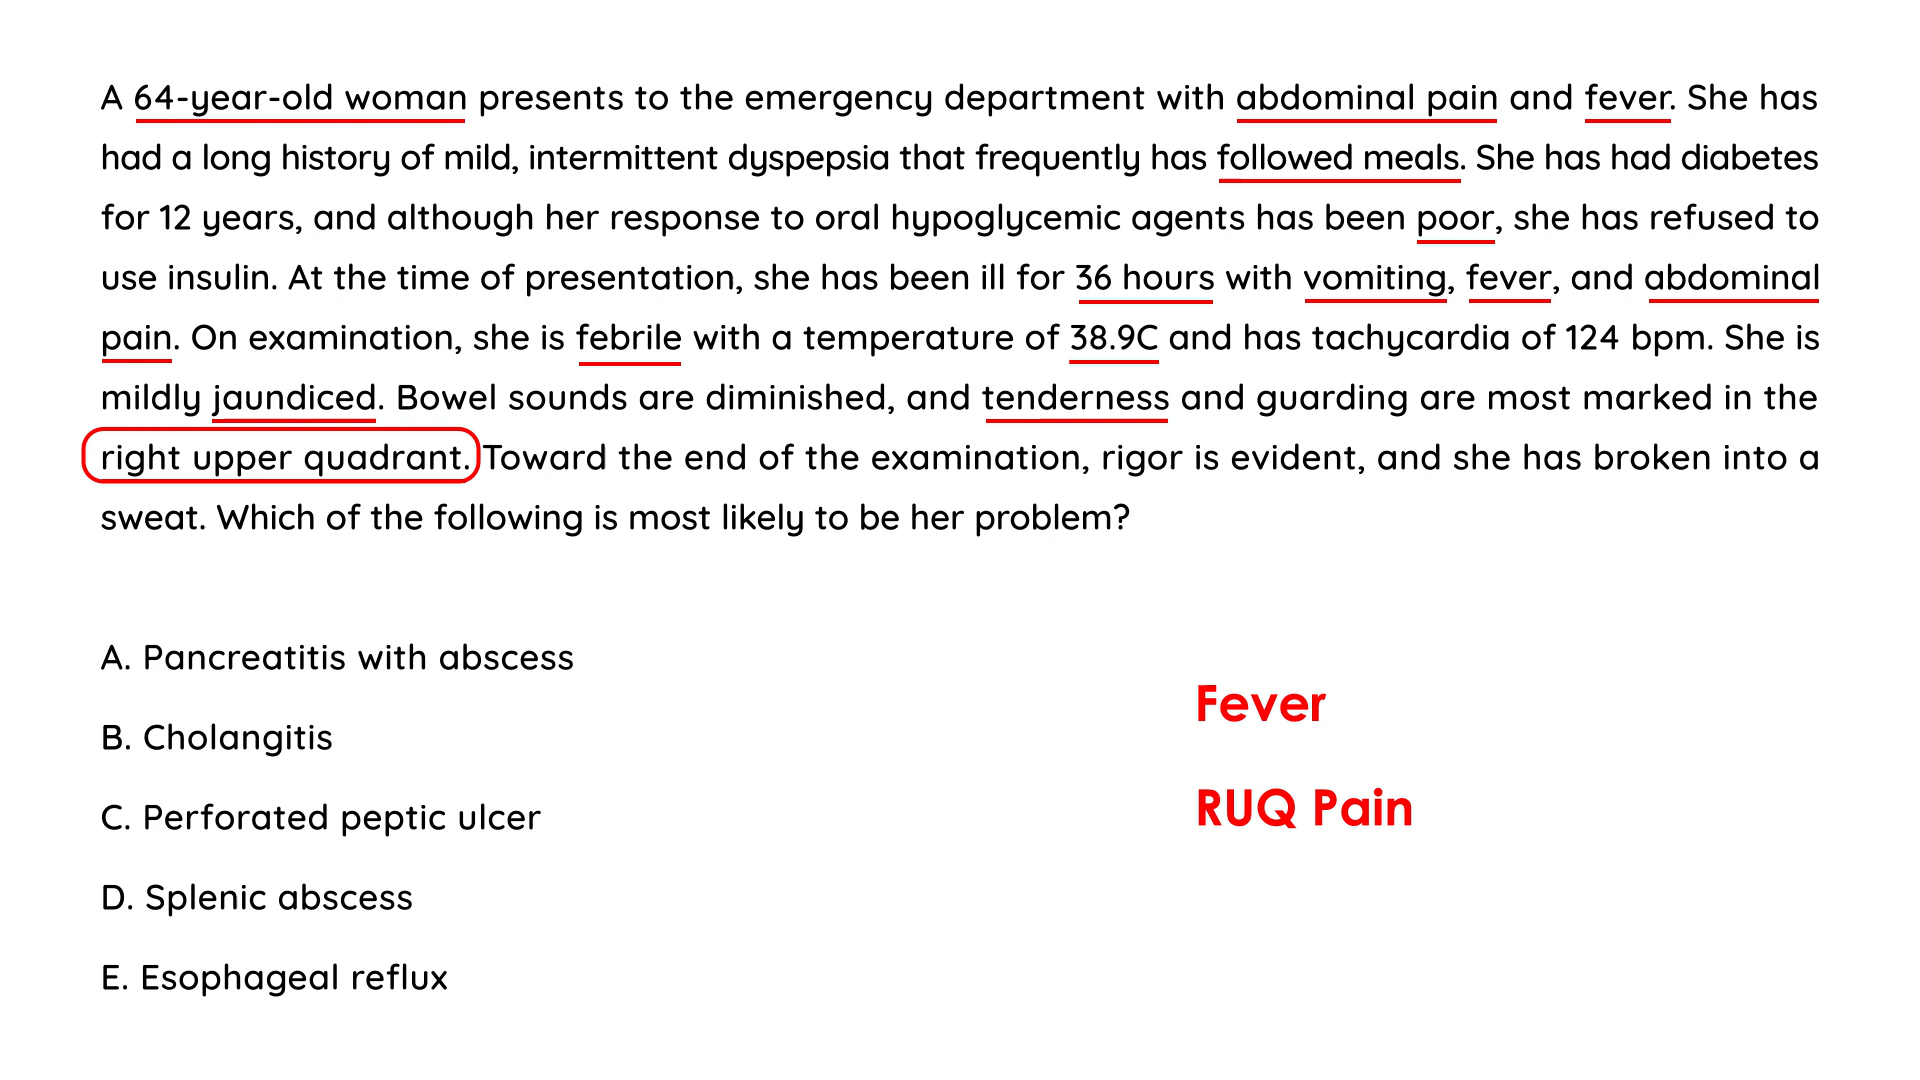 A 64-year-old woman presents to the emergency department with abdominal pain and fever. She has
had a long history of mild, intermittent dyspepsia that frequently has followed meals. She has had diabetes
for 12 years, and although her response to oral hypoglycemic agents has been poor, she has refused to
use insulin. At the time of presentation, she has been ill for 36 hours with vomiting, fever, and abdominal
pain. On examination, she is febrile with a temperature of 38.9C and has tachycardia of 124 bpm. She is
mildly jaundiced. Bowel sounds are diminished, and tenderness and guarding are most marked in the
right upper quadrant. Toward the end of the examination, rigor is evident, and she has broken into a
sweat. Which of the following is most likely to be her problem?
A. Pancreatitis with abscess
B. Cholangitis
C. Perforated peptic ulcer
D. Splenic abscess
E. Esophageal reflux
Fever
RUQ Pain